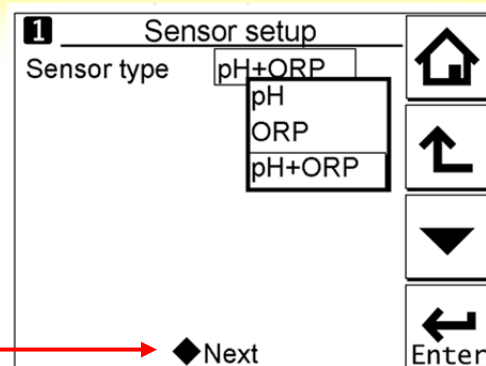 1 Sensor setup
Sensor type pH+ORP
pH
ORP
pH+ORP
◆Next
Enter